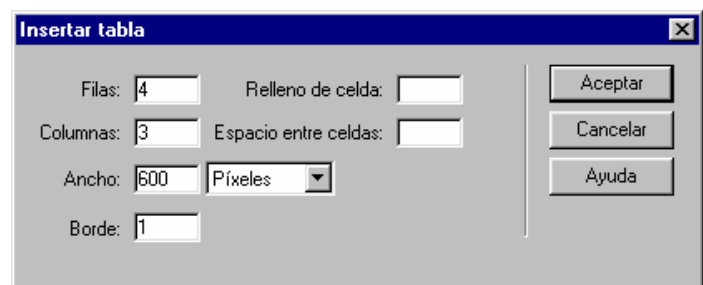 Insertar tabla
Filas: 4 Relleno de celda:
Aceptar
Columnas: 3 Espacio entre celdas:
Cancelar
Ancho: 600 Píxeles
Ayuda
Borde: 1